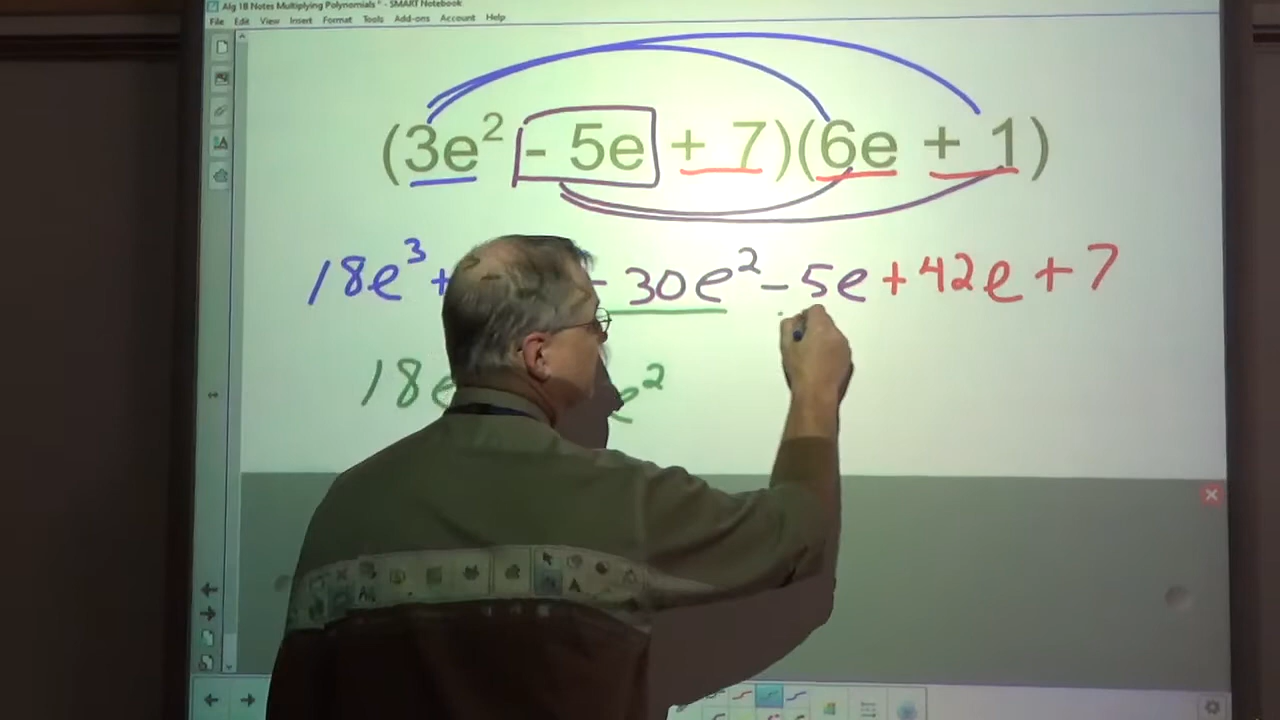 Alg 1B Notes Multiplying Polynomials * - SMART Notebook
File Edit View Insert Format Tools Add-ons Account Help
(3e² - 5e + 7)(6e + 1)
18e³ + - 30e² - 5e + 42e + 7
18e e²